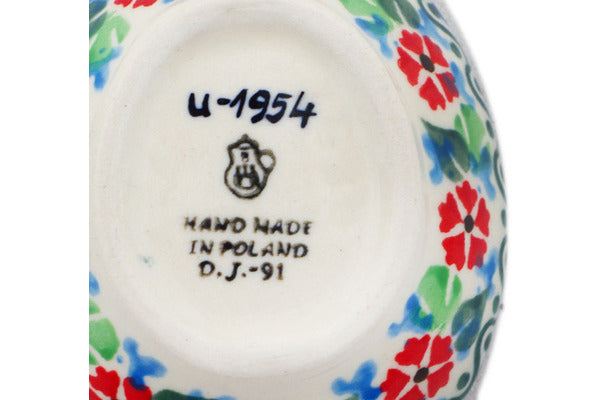 u-1954
HAND MADE
IN POLAND
D.J.-91